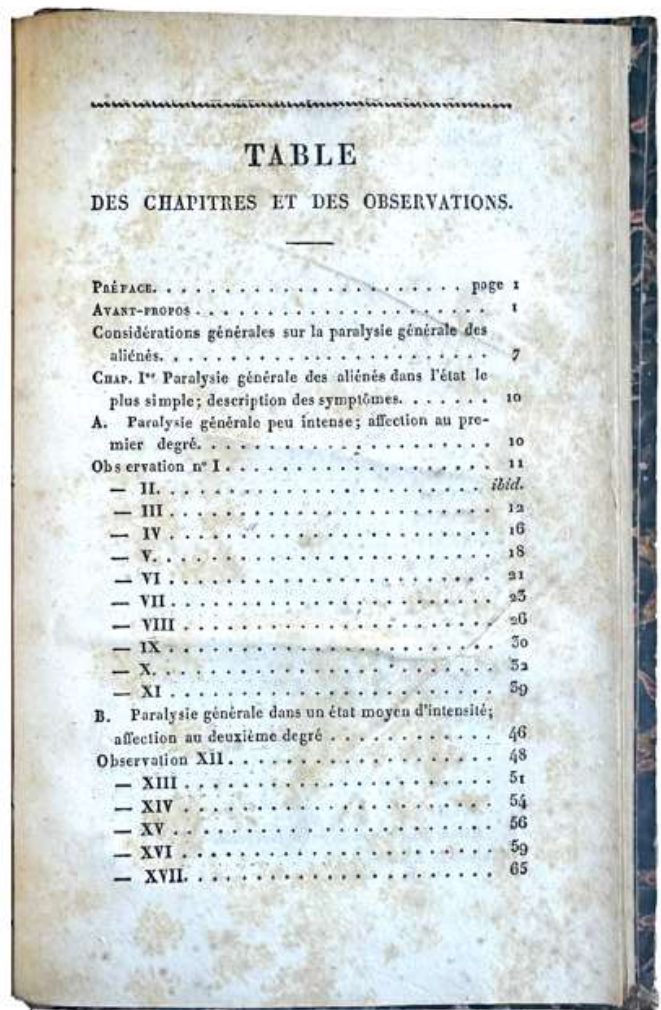 TABLE
DES CHAPITRES ET DES OBSERVATIONS.
PRÉFACE. . . . . . . . . . . . . . . . . . . . . . page 1
AVANT-PROPOS . . . . . . . . . . . . . . . . . . . . 1
Considérations générales sur la paralysie générale des
aliénés. . . . . . . . . . . . . . . . . . . . . . 7
CHAP. Ier Paralysie générale des aliénés dans l'état le
plus simple; description des symptômes. . . . . . . 10
A. Paralysie générale peu intense; affection au pre-
mier degré. . . . . . . . . . . . . . . . . . . . 10
Obs ervation n° I . . . . . . . . . . . . . . . . . . 11
— II. . . . . . . . . . . . . . . . . . . . . . ibid.
— III . . . . . . . . . . . . . . . . . . . . . . 12
— IV . . . . . . . . . . . . . . . . . . . . . . 16
— V. . . . . . . . . . . . . . . . . . . . . . . 18
— VI . . . . . . . . . . . . . . . . . . . . . . 21
— VII . . . . . . . . . . . . . . . . . . . . . . 23
— VIII . . . . . . . . . . . . . . . . . . . . . 26
— IX . . . . . . . . . . . . . . . . . . . . . . 30
— X. . . . . . . . . . . . . . . . . . . . . . . 32
— XI . . . . . . . . . . . . . . . . . . . . . . 39
B. Paralysie générale dans un état moyen d'intensité;
affection au deuxième degré . . . . . . . . . . . . 46
Observation XII. . . . . . . . . . . . . . . . . . . 48
— XIII . . . . . . . . . . . . . . . . . . . . . 51
— XIV . . . . . . . . . . . . . . . . . . . . . . 54
— XV . . . . . . . . . . . . . . . . . . . . . . 56
— XVI . . . . . . . . . . . . . . . . . . . . . . 59
— XVII. . . . . . . . . . . . . . . . . . . . . . 65